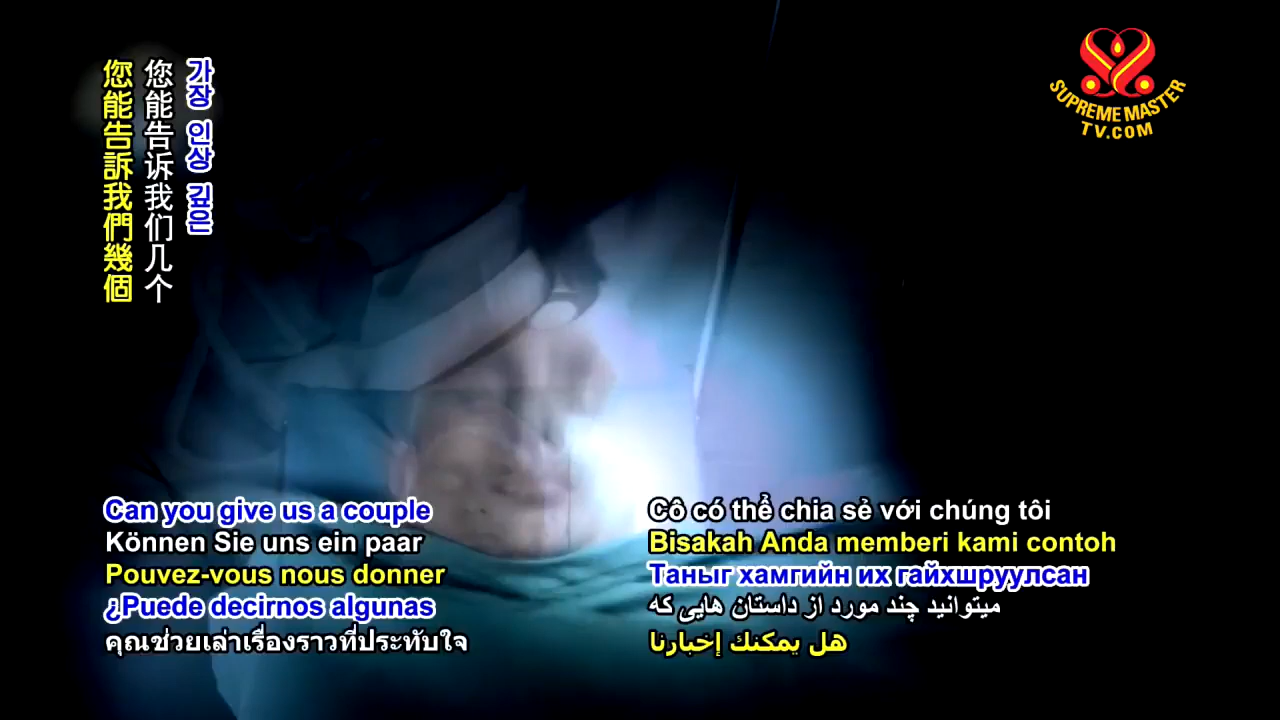 가장 인상 깊은
您能告诉我们几个
您能告訴我們幾個
SUPREME MASTER
TV.COM
Can you give us a couple
Können Sie uns ein paar
Pouvez-vous nous donner
¿Puede decirnos algunas
คุณช่วยเล่าเรื่องราวที่ประทับใจ
Cô có thể chia sẻ với chúng tôi
Bisakah Anda memberi kami contoh
Таныг хамгийн их гайхшруулсан
میتوانید چند مورد از داستان هایی که
هل يمكنك إخبارنا